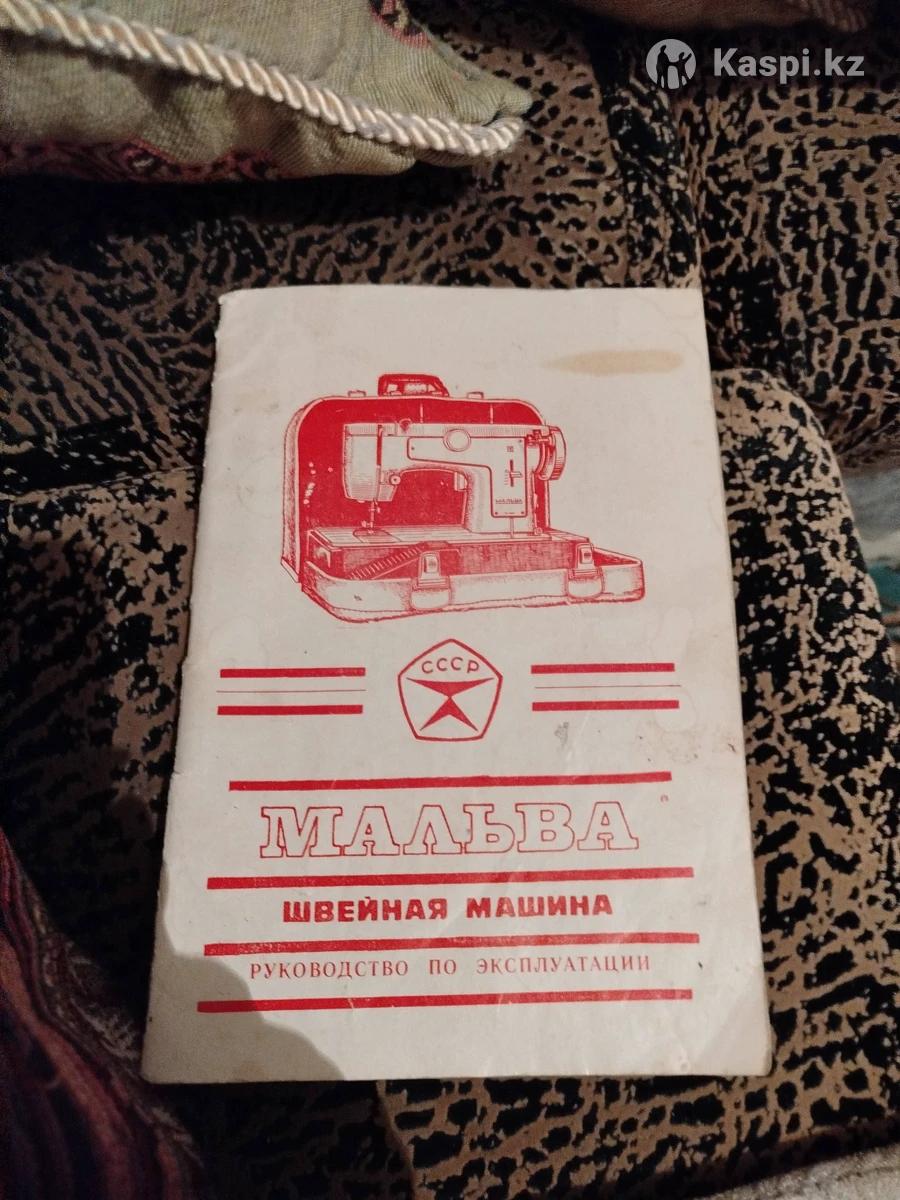 Kaspi.kz
МАЛЬВА
СССР
МАЛЬВА
ШВЕЙНАЯ МАШИНА
РУКОВОДСТВО ПО ЭКСПЛУАТАЦИИ